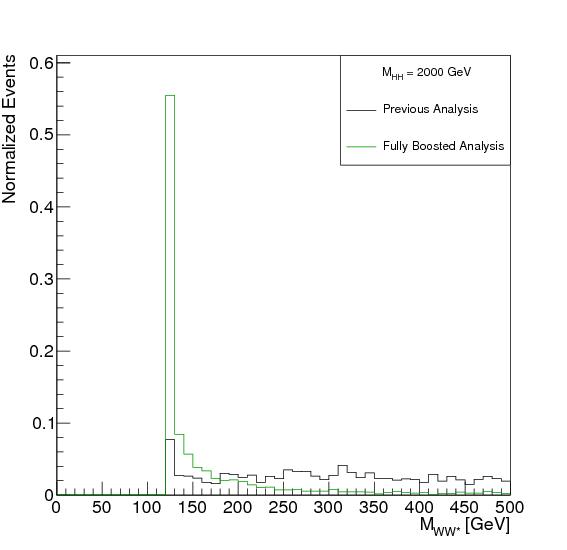 Normalized Events
0.6
0.5
0.4
0.3
0.2
0.1
0
M_HH = 2000 GeV
Previous Analysis
Fully Boosted Analysis
0 50 100 150 200 250 300 350 400 450 500
M_WW* [GeV]